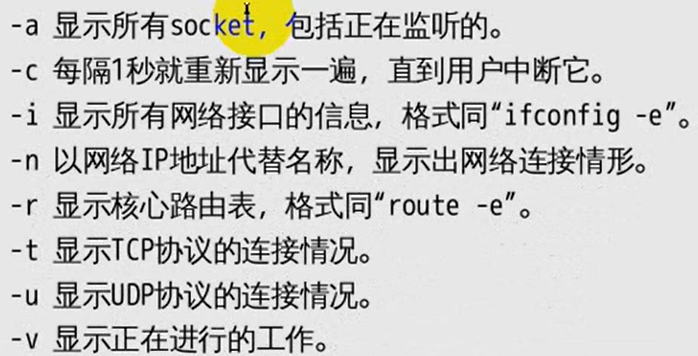 -a 显示所有socket，包括正在监听的。
-c 每隔1秒就重新显示一遍，直到用户中断它。
-i 显示所有网络接口的信息，格式同“ifconfig -e”。
-n 以网络IP地址代替名称，显示出网络连接情形。
-r 显示核心路由表，格式同“route -e”。
-t 显示TCP协议的连接情况。
-u 显示UDP协议的连接情况。
-v 显示正在进行的工作。